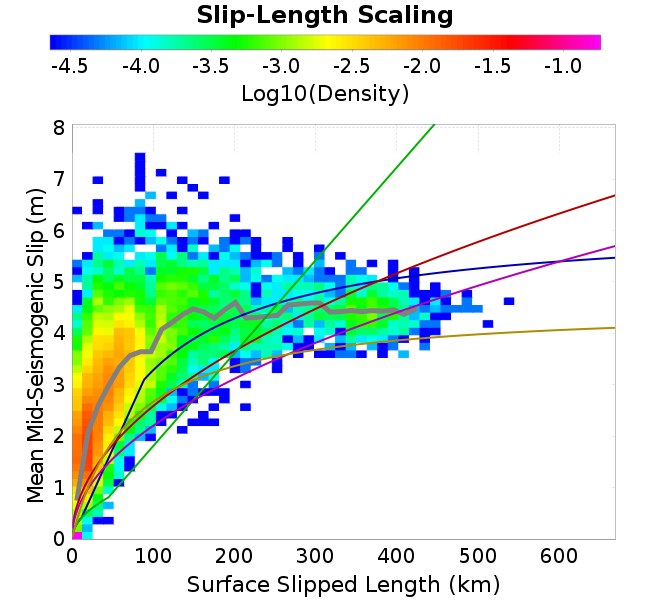 Slip-Length Scaling
-4.5 -4.0 -3.5 -3.0 -2.5 -2.0 -1.5 -1.0
Log10(Density)
8
7
6
5
4
3
2
1
0
Mean Mid-Seismogenic Slip (m)
0 100 200 300 400 500 600
Surface Slipped Length (km)